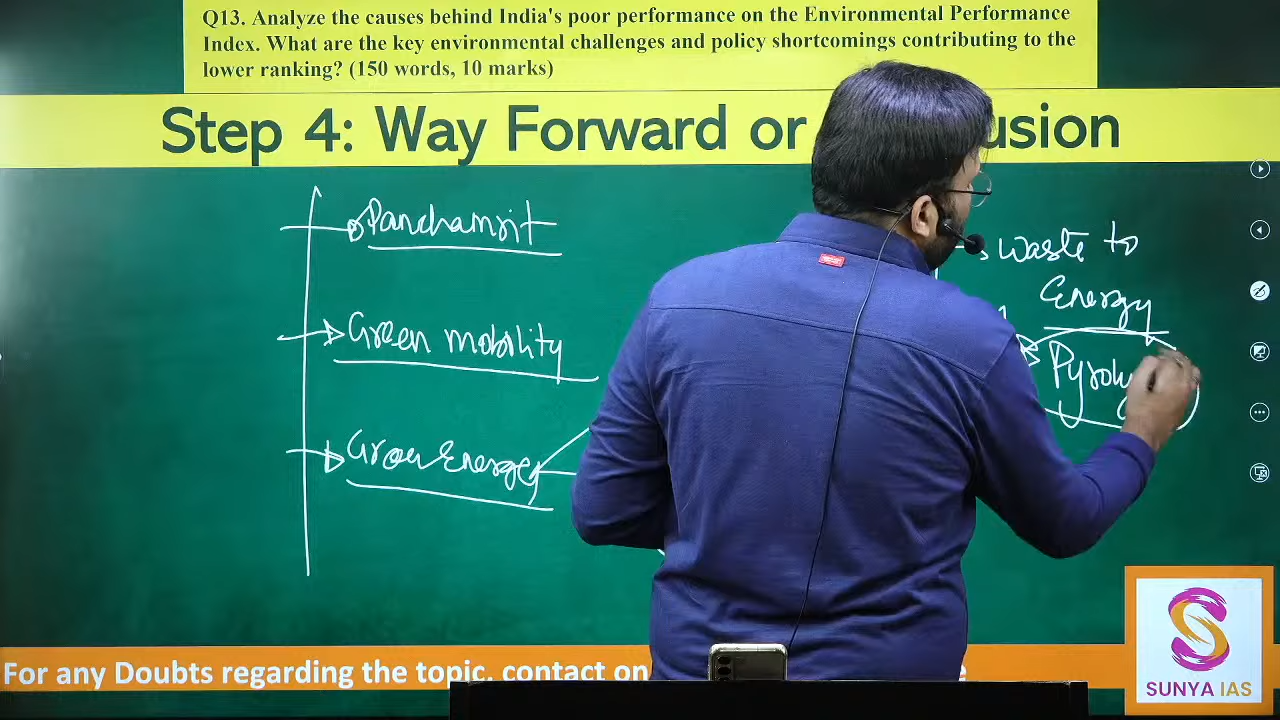 Q13. Analyze the causes behind India's poor performance on the Environmental Performance
Index. What are the key environmental challenges and policy shortcomings contributing to the
lower ranking? (150 words, 10 marks)
Step 4: Way Forward or
usion
Panchamrit
Green mobility
Green Energy
waste to
Energy
Pyroly
For any Doubts regarding the topic, contact on
SUNYA IAS